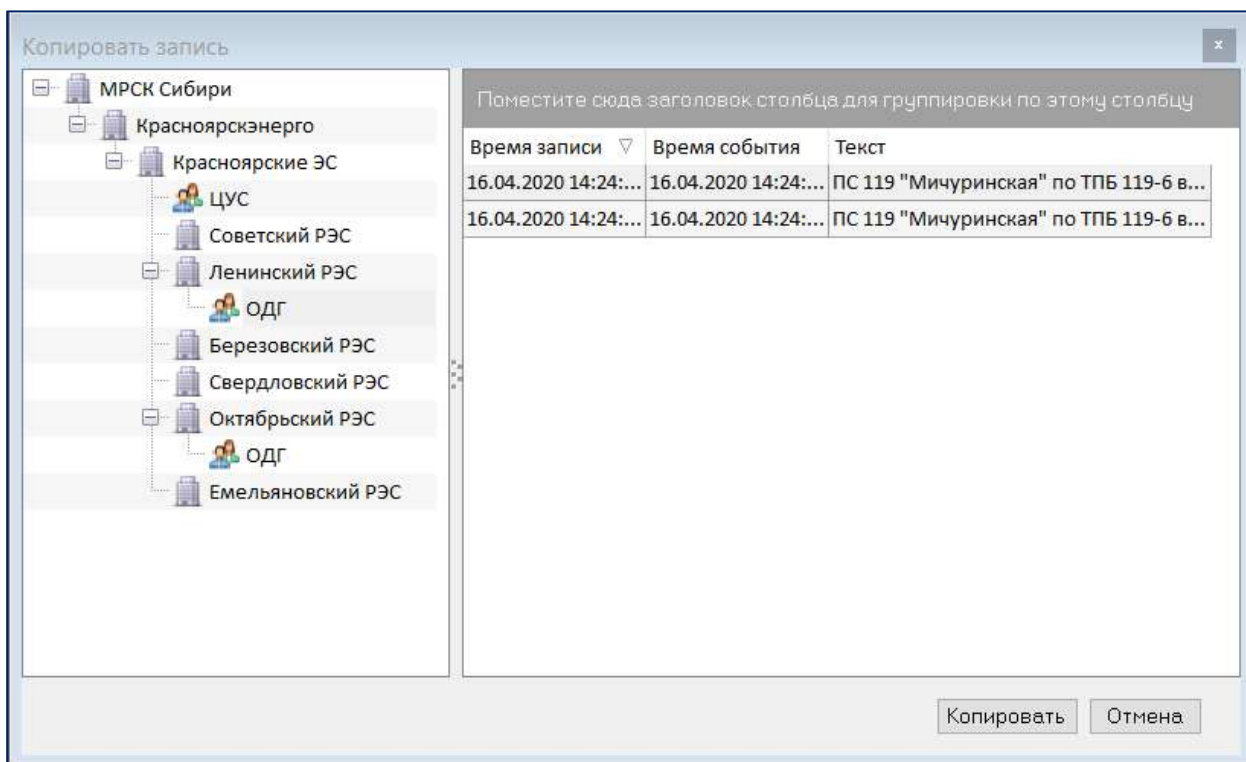 Копировать запись
x
МРСК Сибири
Красноярскэнерго
Красноярские ЭС
ЦУС
Советский РЭС
Ленинский РЭС
ОДГ
Березовский РЭС
Свердловский РЭС
Октябрьский РЭС
ОДГ
Емельяновский РЭС
Поместите сюда заголовок столбца для группировки по этому столбцу
Время записи Время события Текст
16.04.2020 14:24:... 16.04.2020 14:24:... ПС 119 "Мичуринская" по ТПБ 119-6 в...
16.04.2020 14:24:... 16.04.2020 14:24:... ПС 119 "Мичуринская" по ТПБ 119-6 в...
Копировать Отмена